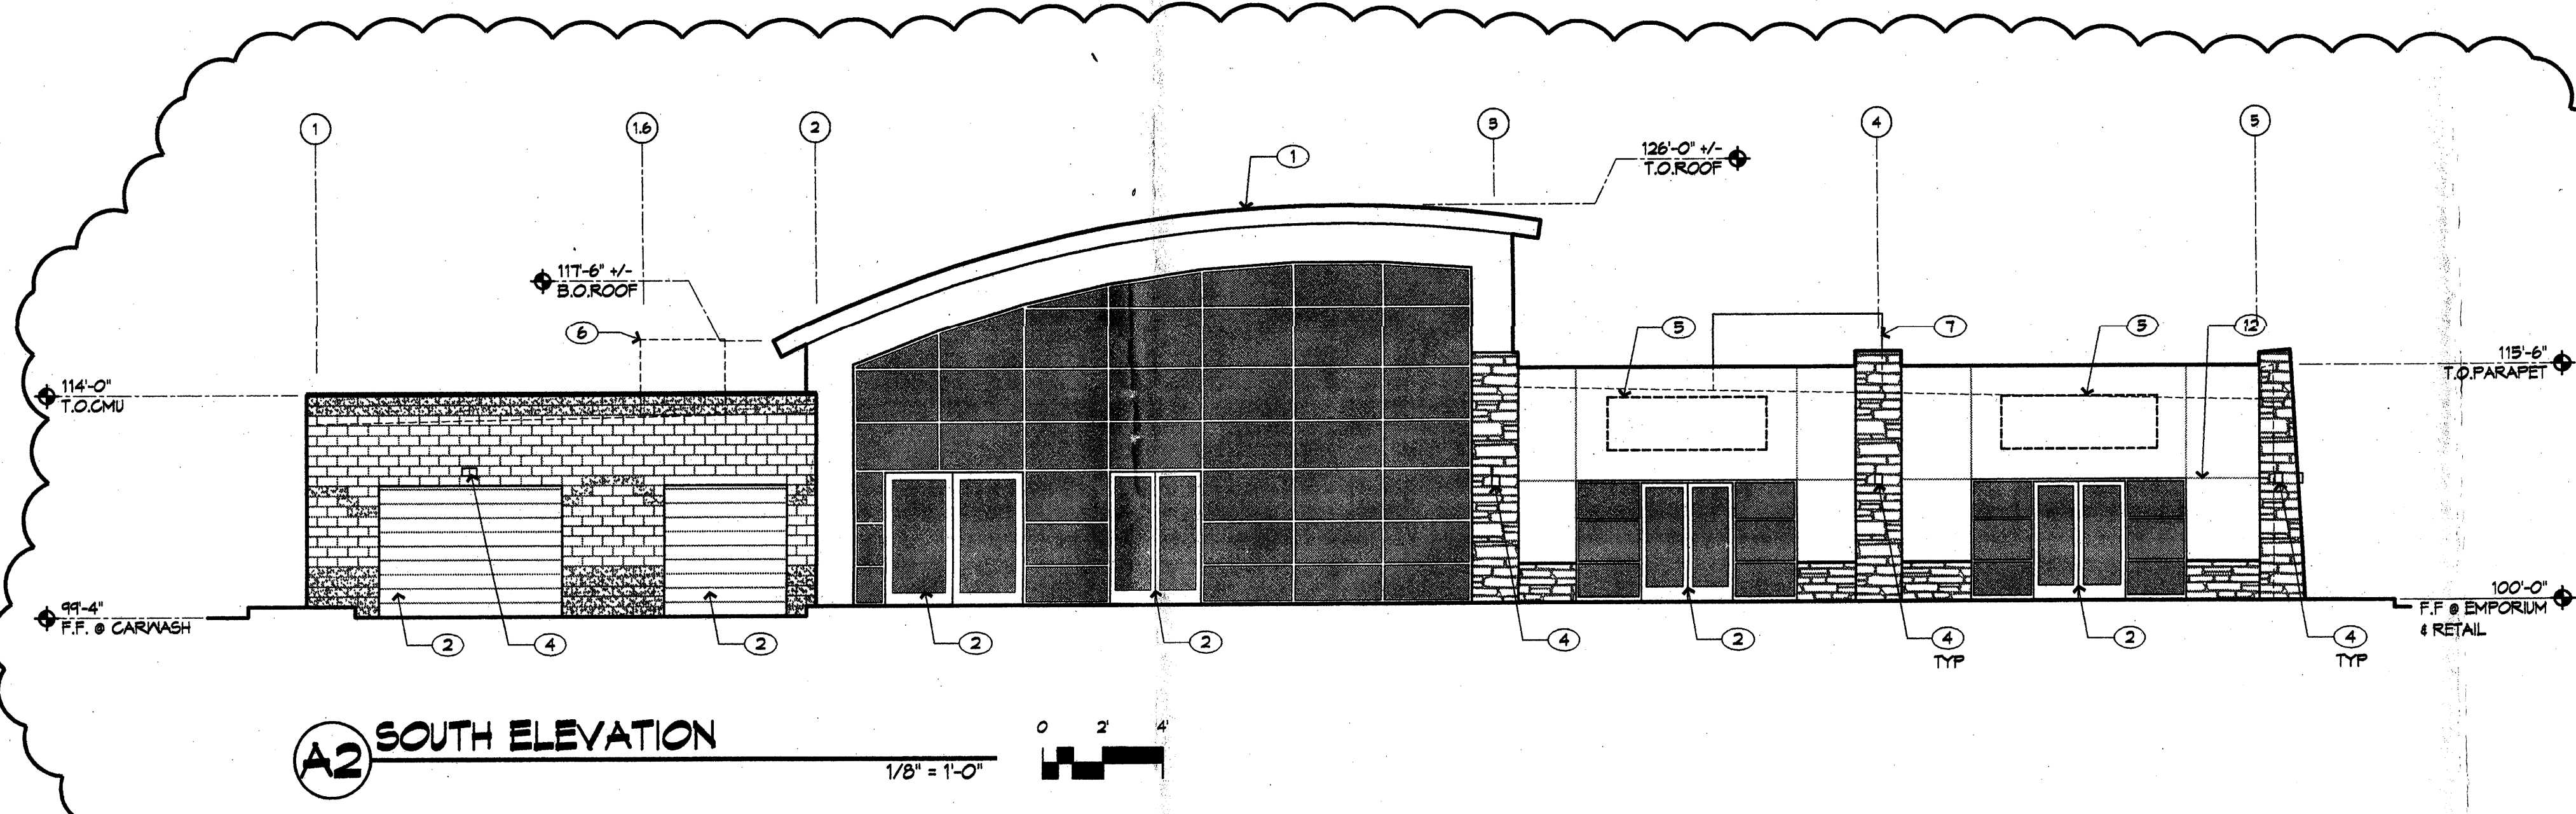 1
1.6
2
3
4
5
1
126'-0" +/-
T.O.ROOF
117'-6" +/-
B.O.ROOF
6
5
7
5
12
115'-6"
T.O.PARAPET
114'-0"
T.O.CMU
99'-4"
F.F. @ CARWASH
100'-0"
F.F @ EMPORIUM
& RETAIL
2
4
2
2
2
4
2
4
TYP
2
4
TYP
A2
SOUTH ELEVATION
1/8" = 1'-0"
0 2' 4'